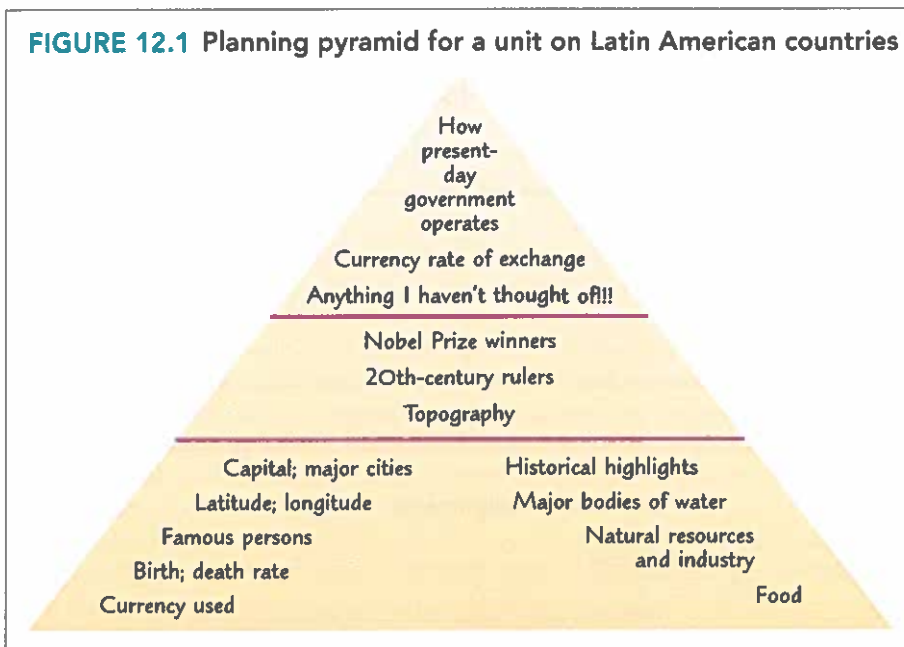 FIGURE 12.1 Planning pyramid for a unit on Latin American countries
How
present-
day
government
operates
Currency rate of exchange
Anything I haven't thought of!!!
Nobel Prize winners
20th-century rulers
Topography
Capital; major cities
Latitude; longitude
Famous persons
Birth; death rate
Currency used
Historical highlights
Major bodies of water
Natural resources
and industry
Food